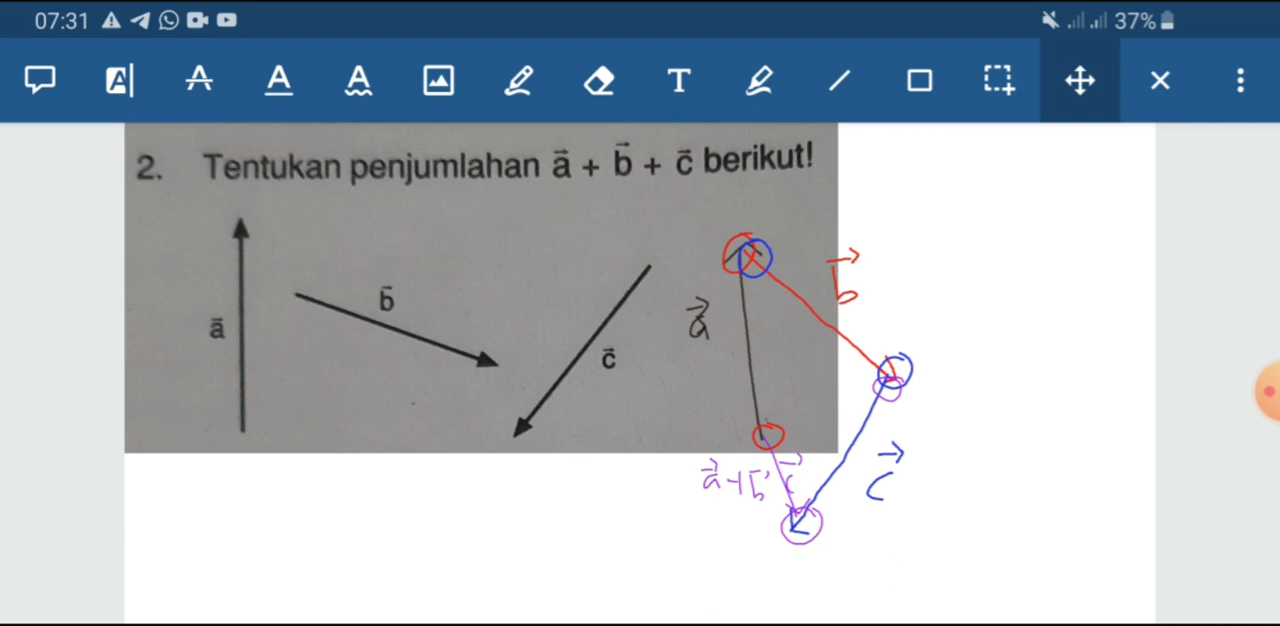 07:31 37%
A A A A T
2. Tentukan penjumlahan a⃗ + b⃗ + c⃗ berikut!
a⃗ b⃗ c⃗
a⃗ b⃗
a⃗ + b⃗ c⃗ c⃗